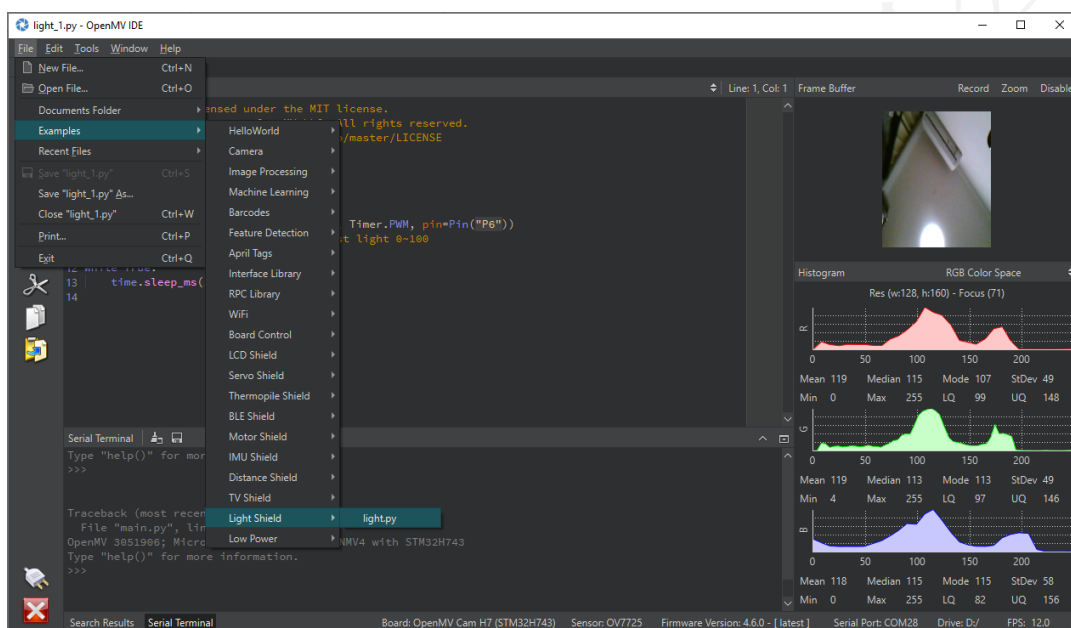 light_1.py - OpenMV IDE
File Edit Tools Window Help
New File... Ctrl+N
Open File... Ctrl+O
Documents Folder
Examples
Recent Files
Save "light_1.py" Ctrl+S
Save "light_1.py" As...
Close "light_1.py" Ctrl+W
Print... Ctrl+P
Exit Ctrl+Q
HelloWorld
Camera
Image Processing
Machine Learning
Barcodes
Feature Detection
April Tags
Interface Library
RPC Library
WiFi
Board Control
LCD Shield
Servo Shield
Thermopile Shield
BLE Shield
Motor Shield
IMU Shield
Distance Shield
TV Shield
Light Shield
Low Power
light.py
Line: 1, Col: 1
ensed under the MIT license.
All rights reserved.
/master/LICENSE
Timer.PWM, pin=Pin("P6"))
t light 0~100
12 while True:
13 time.sleep_ms(
14
Serial Terminal
Type "help()" for mor
>>>
Traceback (most recen
File "main.py", lin
OpenMV 3051906; Micro NMV4 with STM32H743
Type "help()" for more information.
>>>
Search Results Serial Terminal
Frame Buffer Record Zoom Disable
Histogram RGB Color Space
Res (w:128, h:160) - Focus (71)
R
0 50 100 150 200
Mean 119 Median 115 Mode 107 StDev 49
Min 0 Max 255 LQ 99 UQ 148
G
0 50 100 150 200
Mean 119 Median 113 Mode 113 StDev 49
Min 4 Max 255 LQ 97 UQ 146
B
0 50 100 150 200
Mean 118 Median 115 Mode 115 StDev 58
Min 0 Max 255 LQ 82 UQ 156
Board: OpenMV Cam H7 (STM32H743) Sensor: OV7725 Firmware Version: 4.6.0 - [ latest ] Serial Port: COM28 Drive: D:/ FPS: 12.0